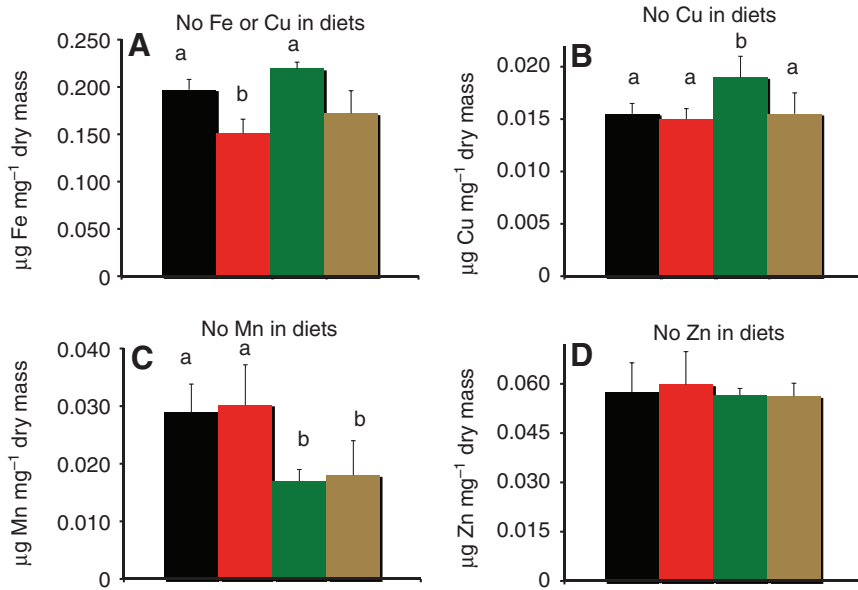 A
No Fe or Cu in diets
µg Fe mg⁻¹ dry mass
0.250
0.200
0.150
0.100
0.050
0
a
b
a
B
No Cu in diets
µg Cu mg⁻¹ dry mass
0.020
0.015
0.010
0.005
0
a
a
b
a
C
No Mn in diets
µg Mn mg⁻¹ dry mass
0.040
0.030
0.020
0.010
0
a
a
b
b
D
No Zn in diets
µg Zn mg⁻¹ dry mass
0.060
0.045
0.030
0.015
0